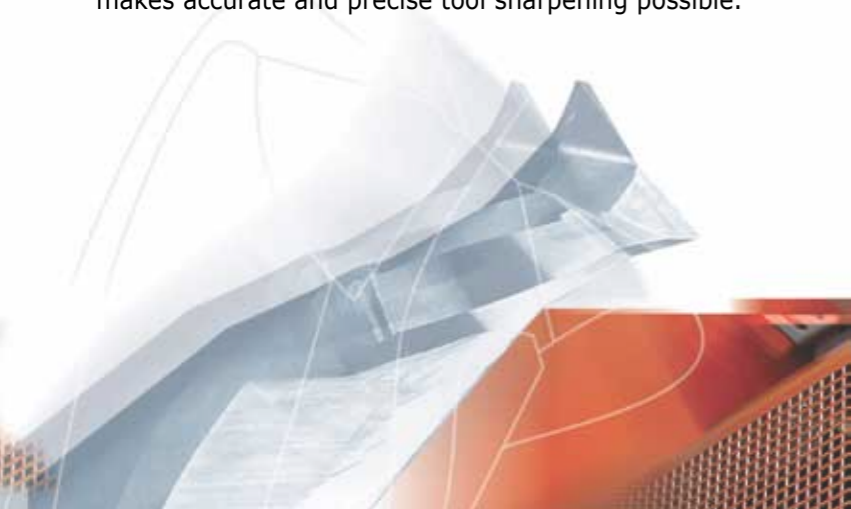 makes accurate and precise tool sharpening possible.